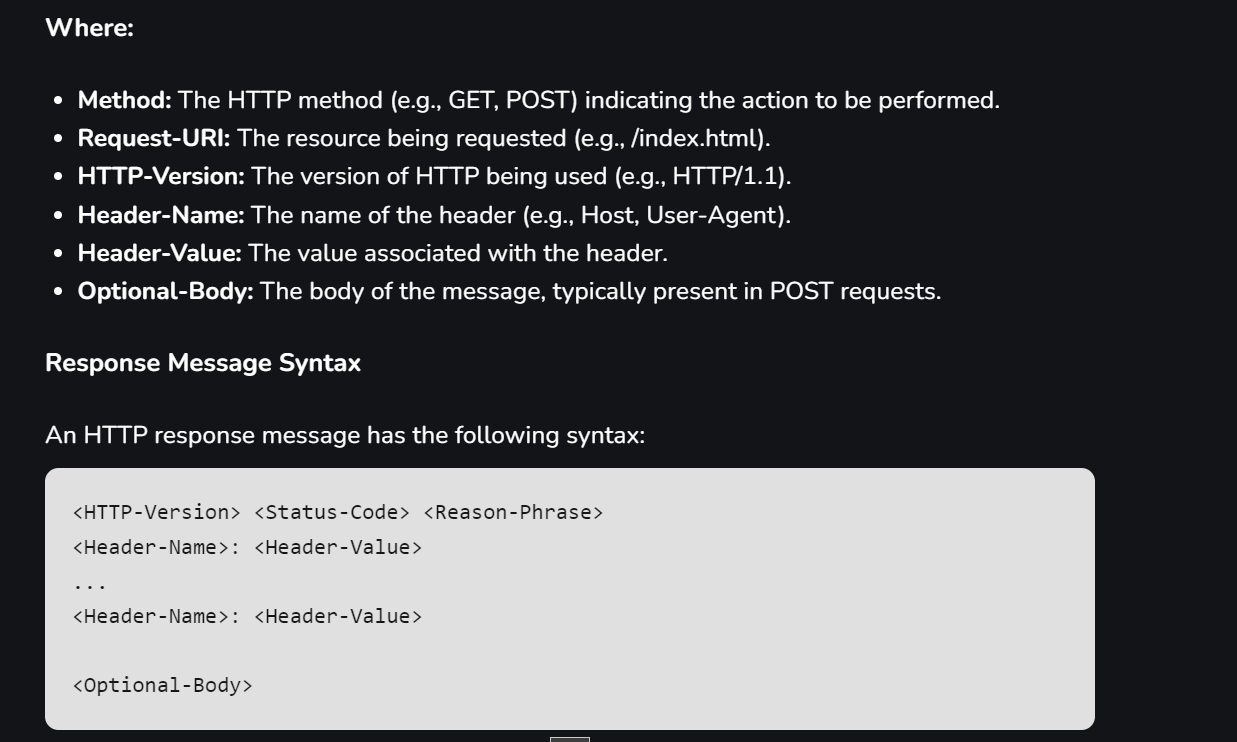 Where:
• Method: The HTTP method (e.g., GET, POST) indicating the action to be performed.
• Request-URI: The resource being requested (e.g., /index.html).
• HTTP-Version: The version of HTTP being used (e.g., HTTP/1.1).
• Header-Name: The name of the header (e.g., Host, User-Agent).
• Header-Value: The value associated with the header.
• Optional-Body: The body of the message, typically present in POST requests.
Response Message Syntax
An HTTP response message has the following syntax:
<HTTP-Version> <Status-Code> <Reason-Phrase>
<Header-Name>: <Header-Value>
...
<Header-Name>: <Header-Value>
<Optional-Body>